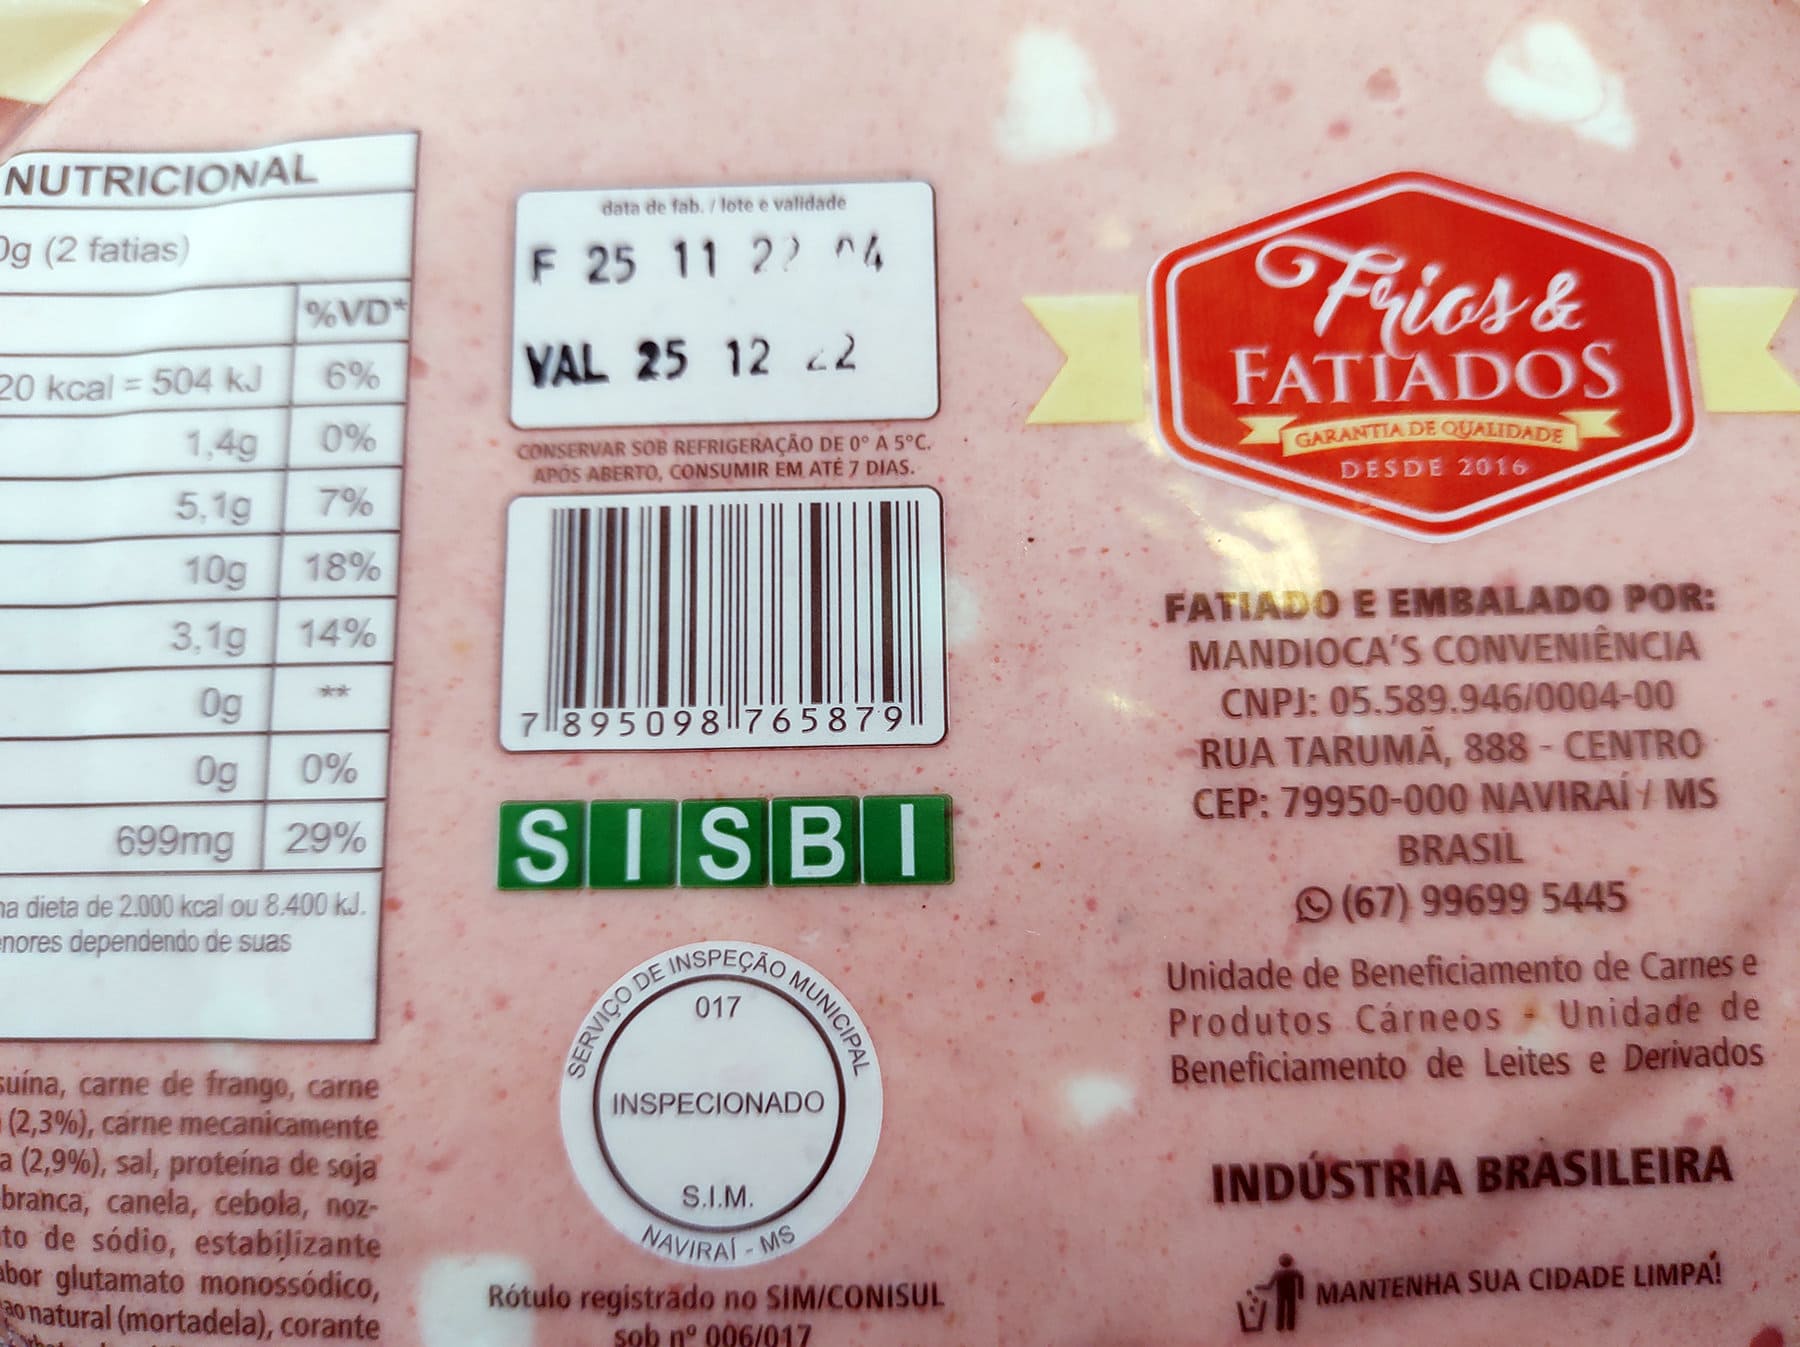 NUTRICIONAL
0g (2 fatias)
%VD*
20 kcal = 504 kJ 6%
1,4g 0%
5,1g 7%
10g 18%
3,1g 14%
0g **
0g 0%
699mg 29%
dieta de 2.000 kcal ou 8.400 kJ.
dependendo de suas
suína, carne de frango, carne
(2,3%), carne mecanicamente
(2,9%), sal, proteína de soja
branca, canela, cebola, noz-
de sódio, estabilizante
glutamato monossódico,
natural (mortadela), corante
data de fab. / lote e validade
F 25 11 22 04
VAL 25 12 22
CONSERVAR SOB REFRIGERAÇÃO DE 0° A 5°C.
APÓS ABERTO, CONSUMIR EM ATÉ 7 DIAS.
7 895098 765879
SISBI
SERVIÇO DE INSPEÇÃO MUNICIPAL
017
INSPECIONADO
S.I.M.
NAVIRAÍ - MS
Rótulo registrado no SIM/CONISUL
sob nº 006/017
Frios &
FATIADOS
GARANTIA DE QUALIDADE
DESDE 2016
FATIADO E EMBALADO POR:
MANDIOCA'S CONVENIÊNCIA
CNPJ: 05.589.946/0004-00
RUA TARUMÃ, 888 - CENTRO
CEP: 79950-000 NAVIRAÍ / MS
BRASIL
(67) 99699 5445
Unidade de Beneficiamento de Carnes e
Produtos Cárneos - Unidade de
Beneficiamento de Leites e Derivados
INDÚSTRIA BRASILEIRA
MANTENHA SUA CIDADE LIMPA!